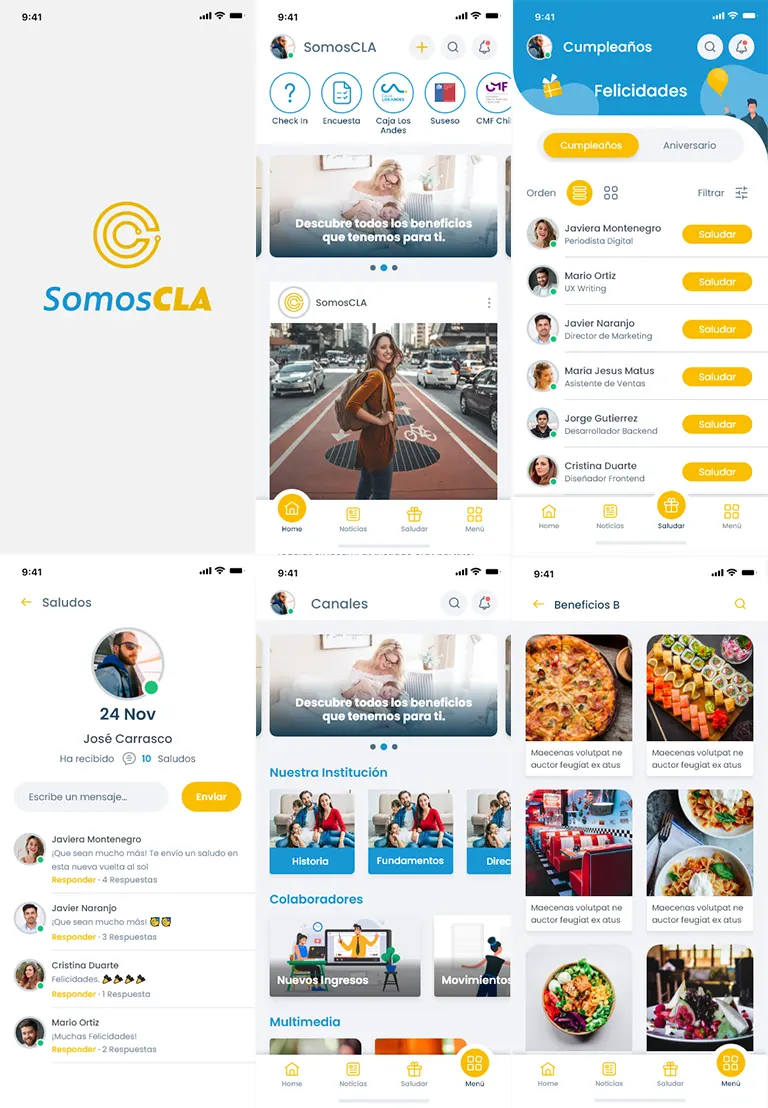 9:41
SomosCLA
9:41
SomosCLA
Check In
Encuesta
CAJA
LOS ANDES
Caja Los
Andes
Suseso
CMF
CMF Chi
Descubre todos los beneficios
que tenemos para ti.
SomosCLA
Home
Noticias
Saludar
Menú
9:41
Cumpleaños
Felicidades
Cumpleaños
Aniversario
Orden
Filtrar
Javiera Montenegro
Periodista Digital
Saludar
Mario Ortiz
UX Writing
Saludar
Javier Naranjo
Director de Marketing
Saludar
Maria Jesus Matus
Asistente de Ventas
Saludar
Jorge Gutierrez
Desarrollador Backend
Saludar
Cristina Duarte
Diseñador Frontend
Saludar
Home
Noticias
Saludar
Menú
9:41
Saludos
24 Nov
José Carrasco
Ha recibido 10 Saludos
Escribe un mensaje...
Enviar
Javiera Montenegro
¡Que sean mucho más! Te envío un saludo en
esta nueva vuelta al sol
Responder · 4 Respuestas
Javier Naranjo
¡Que sean mucho más! 🥳🥳
Responder · 3 Respuestas
Cristina Duarte
Felicidades. 🎉🎉🎉🎉
Responder · 1 Respuesta
Mario Ortiz
¡Muchas Felicidades!
Responder · 2 Respuestas
9:41
Canales
Descubre todos los beneficios
que tenemos para ti.
Nuestra Institución
Historia
Fundamentos
Direc
Colaboradores
Nuevos Ingresos
Movimientos
Multimedia
Home
Noticias
Saludar
Menú
9:41
Beneficios B
Maecenas volutpat ne
auctor feugiat ex atus
Maecenas volutpat ne
auctor feugiat ex atus
Maecenas volutpat ne
auctor feugiat ex atus
Maecenas volutpat ne
auctor feugiat ex atus
Home
Noticias
Saludar
Menú